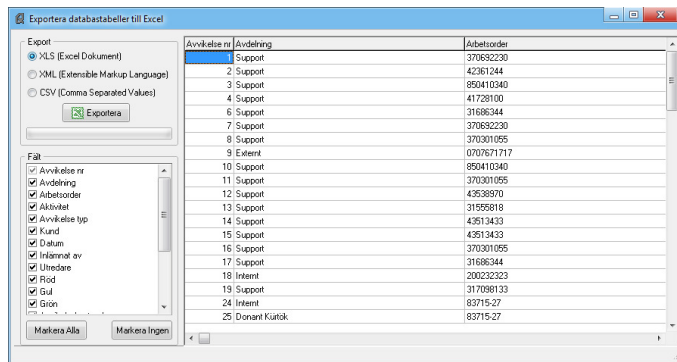 Exportera databastabeller till Excel
Export
XLS (Excel Dokument)
XML (Extensible Markup Language)
CSV (Comma Separated Values)
Exportera
Fält
Avvikelse nr
Avdelning
Arbetsorder
Aktivitet
Avvikelse typ
Kund
Datum
Inlämnat av
Utredare
Röd
Gul
Grön
Markera Alla Markera Ingen
Avvikelse nr Avdelning Arbetsorder
1 Support 370692230
2 Support 42361244
3 Support 850410340
4 Support 41728100
6 Support 31686344
7 Support 370692230
8 Support 370301055
9 Externt 0707671717
10 Support 850410340
11 Support 370301055
12 Support 43538970
13 Support 31555818
14 Support 43513433
15 Support 43513433
16 Support 370301055
17 Support 31686344
18 Internt 200232323
19 Support 317098133
24 Internt 83715-27
25 Donant Kürtök 83715-27